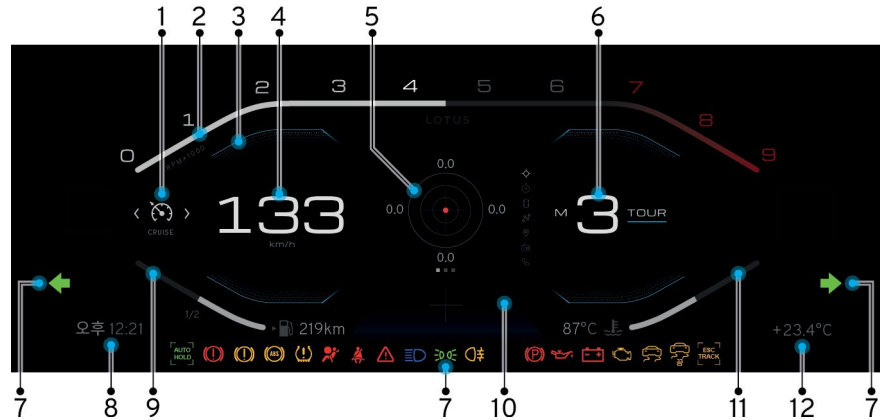 1 2 3 4 5 6
0 1 2 3 4 5 6 7 8 9
RPM×1000
LOTUS
0.0
0.0 0.0
0.0
CRUISE
133
km/h
M 3 TOUR
1/2
오후 12:21
219km
87°C
+23.4°C
AUTO HOLD
ABS
P
ESC TRACK
7 8 9 7 10 11 12 7